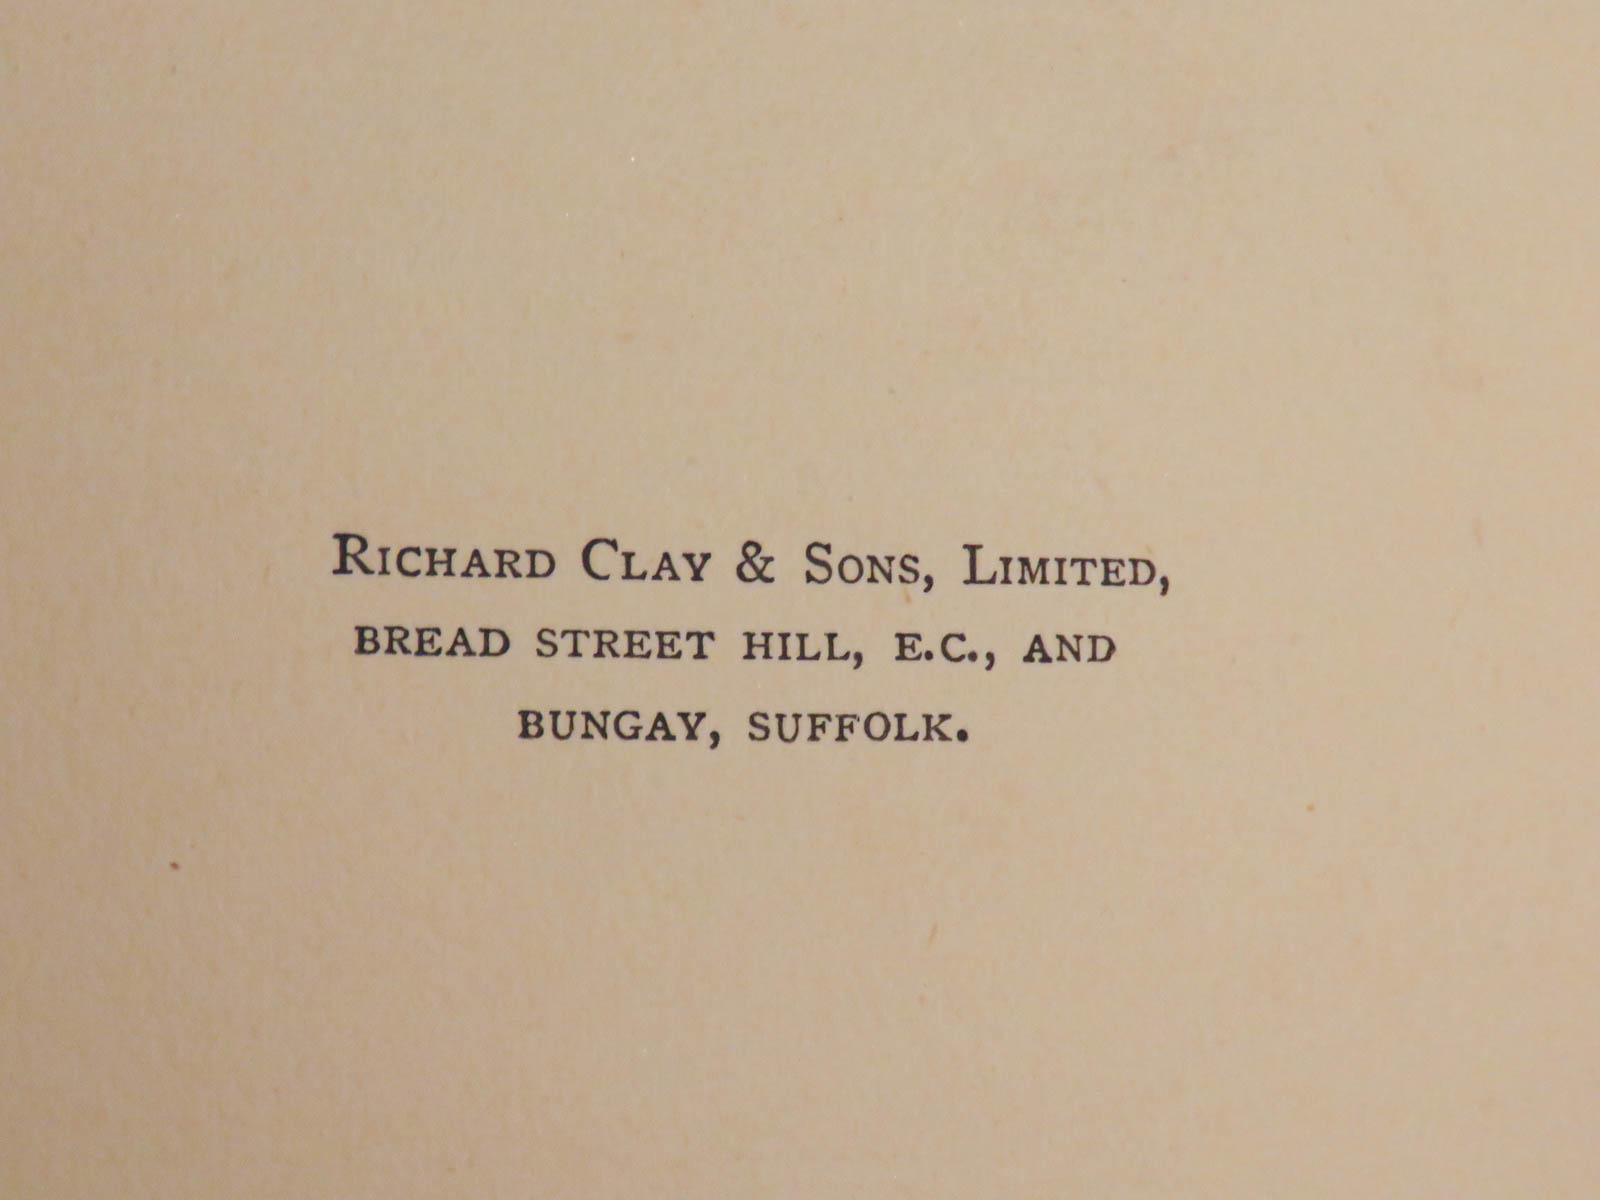 Richard Clay & Sons, Limited,
BREAD STREET HILL, E.C., AND
BUNGAY, SUFFOLK.